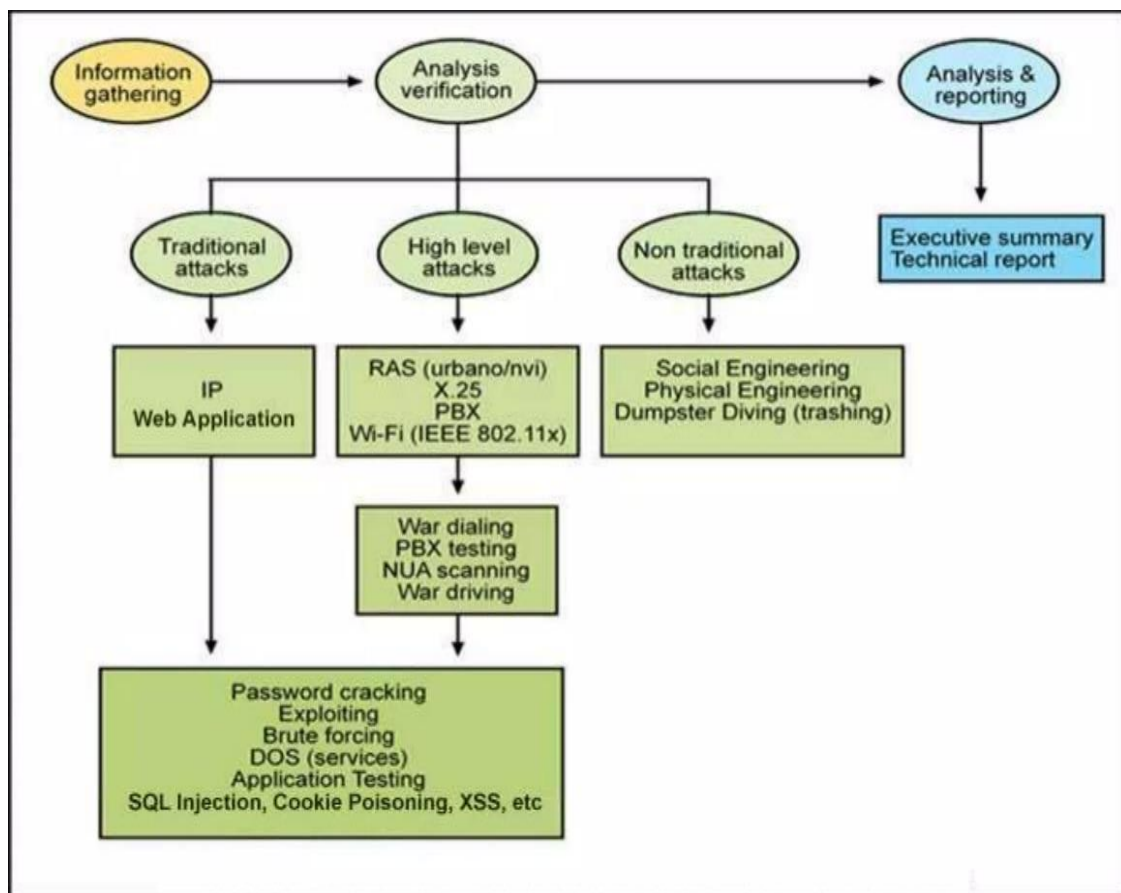 Information
gathering
Analysis
verification
Analysis &
reporting
Executive summary
Technical report
Traditional
attacks
High level
attacks
Non traditional
attacks
IP
Web Application
RAS (urbano/nvi)
X.25
PBX
Wi-Fi (IEEE 802.11x)
Social Engineering
Physical Engineering
Dumpster Diving (trashing)
War dialing
PBX testing
NUA scanning
War driving
Password cracking
Exploiting
Brute forcing
DOS (services)
Application Testing
SQL Injection, Cookie Poisoning, XSS, etc